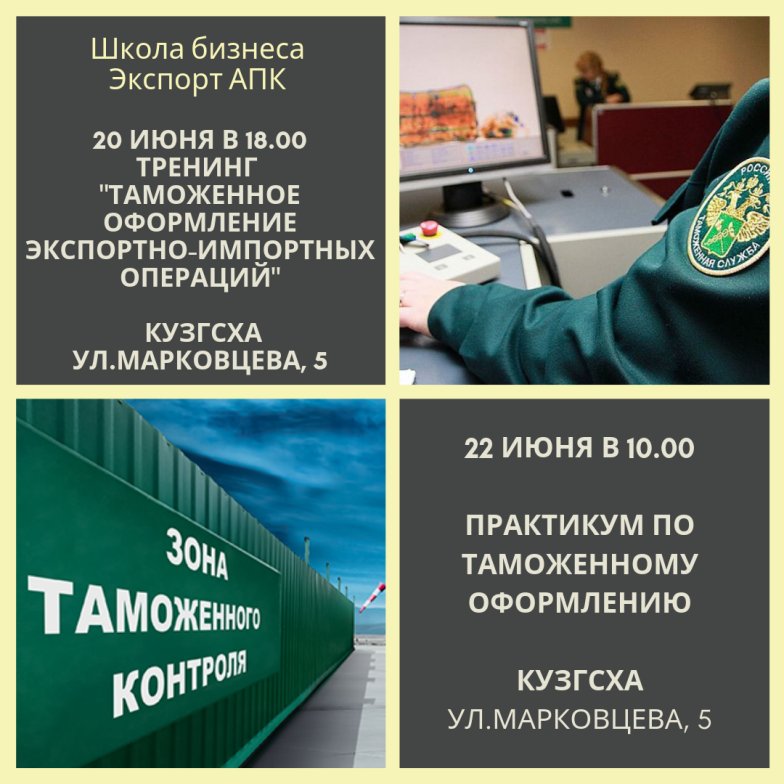 Школа бизнеса
Экспорт АПК
20 ИЮНЯ В 18.00
ТРЕНИНГ
"ТАМОЖЕННОЕ
ОФОРМЛЕНИЕ
ЭКСПОРТНО-ИМПОРТНЫХ
ОПЕРАЦИЙ"
КУЗГСХА
УЛ.МАРКОВЦЕВА, 5
ТАМОЖЕННАЯ СЛУЖБА
ЗОНА
ТАМОЖЕННОГО
КОНТРОЛЯ
22 ИЮНЯ В 10.00
ПРАКТИКУМ ПО
ТАМОЖЕННОМУ
ОФОРМЛЕНИЮ
КУЗГСХА
УЛ.МАРКОВЦЕВА, 5